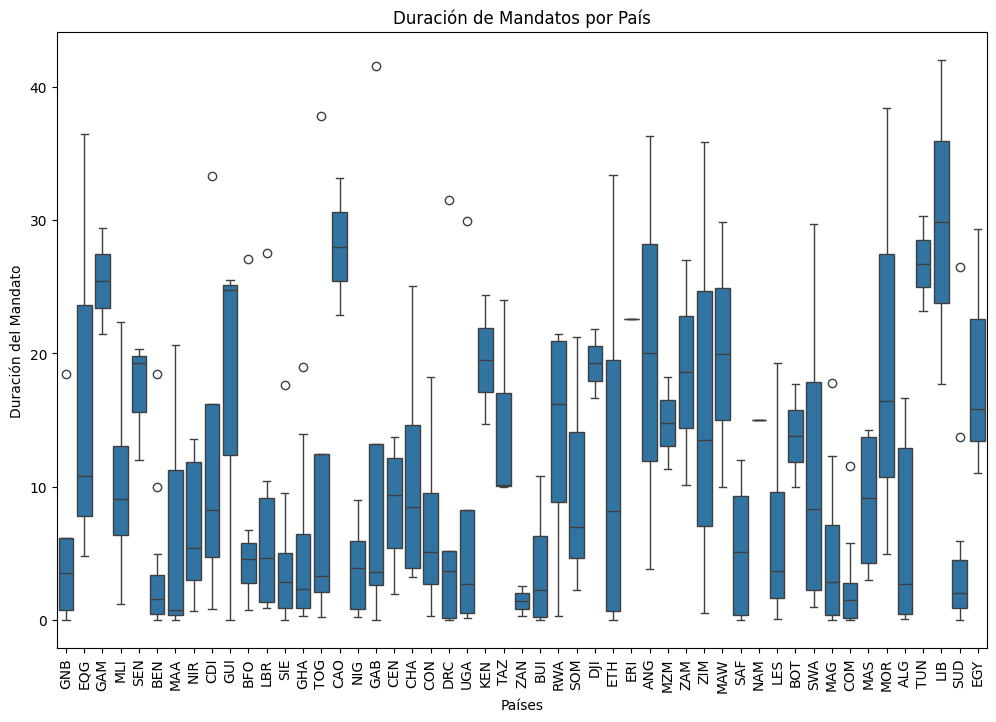 Duración de Mandatos por País
Duración del Mandato
40
30
20
10
0
GNB EQG GAM MLI SEN BEN MAA NIR CDI GUI BFO LBR SIE GHA TOG CAO NIG GAB CEN CHA CON DRC UGA KEN TAZ ZAN BUI RWA SOM DJI ETH ERI ANG MZM ZAM ZIM MAW SAF NAM LES BOT SWA MAG COM MAS MOR ALG TUN LIB SUD EGY
Países